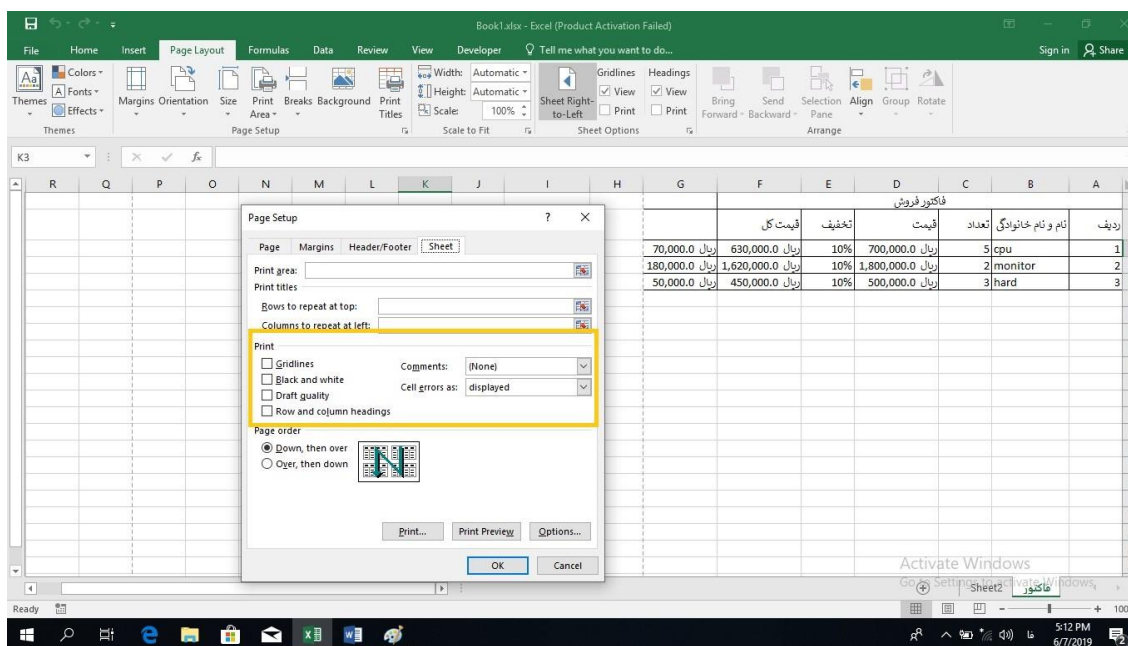 Book1.xlsx - Excel (Product Activation Failed)
File Home Insert Page Layout Formulas Data Review View Developer Tell me what you want to do... Sign in Share
Colors Width: Automatic Gridlines Headings
Fonts Height: Automatic View View
Effects Scale: 100% Print Print
Themes Margins Orientation Size Print Area Breaks Background Print Titles Sheet Right-to-Left Bring Forward Send Backward Selection Pane Align Group Rotate
Themes Page Setup Scale to Fit Sheet Options Arrange
K3 fx
R Q P O N M L K J I H G F E D C B A
فاکتور فروش
ردیف نام و نام خانوادگی تعداد قیمت تخفیف قیمت کل
1 cpu 5 ریال 700,000.0 10% ریال 630,000.0 ریال 70,000.0
2 monitor 2 ریال 1,800,000.0 10% ریال 1,620,000.0 ریال 180,000.0
3 hard 3 ریال 500,000.0 10% ریال 450,000.0 ریال 50,000.0
Page Setup ? ×
Page Margins Header/Footer Sheet
Print area:
Print titles
Rows to repeat at top:
Columns to repeat at left:
Print
Gridlines Comments: (None)
Black and white Cell errors as: displayed
Draft quality
Row and column headings
Page order
Down, then over
Over, then down
Print... Print Preview Options...
OK Cancel
Activate Windows
Go to Settings to activate Windows.
Sheet2 فاکتور
Ready 100
5:12 PM
فا
6/7/2019
2